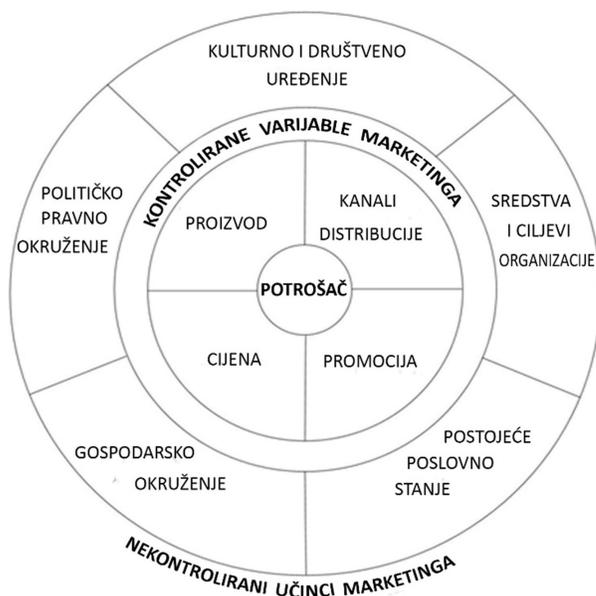 KULTURNO I DRUŠTVENO
UREĐENJE
KONTROLIRANE VARIJABLE MARKETINGA
POLITIČKO
PRAVNO
OKRUŽENJE
PROIZVOD
KANALI
DISTRIBUCIJE
SREDSTVA
I CILJEVI
ORGANIZACIJE
POTROŠAČ
CIJENA
PROMOCIJA
GOSPODARSKO
OKRUŽENJE
POSTOJEĆE
POSLOVNO
STANJE
NEKONTROLIRANI UČINCI MARKETINGA